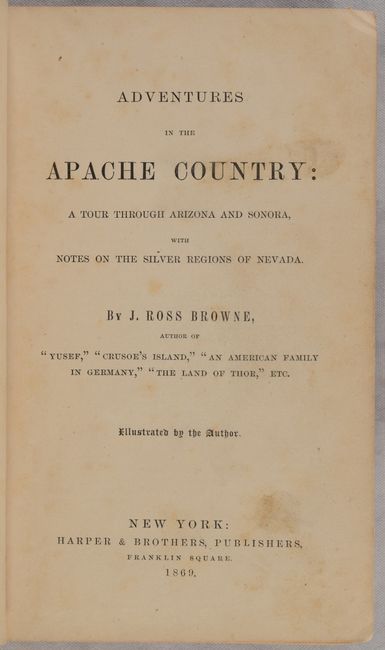 ADVENTURES
IN THE
APACHE COUNTRY:
A TOUR THROUGH ARIZONA AND SONORA,
WITH
NOTES ON THE SILVER REGIONS OF NEVADA.
By J. ROSS BROWNE,
AUTHOR OF
"YUSEF," "CRUSOE'S ISLAND," "AN AMERICAN FAMILY
IN GERMANY," "THE LAND OF THOR," ETC.
Illustrated by the Author.
NEW YORK:
HARPER & BROTHERS, PUBLISHERS,
FRANKLIN SQUARE.
1869.